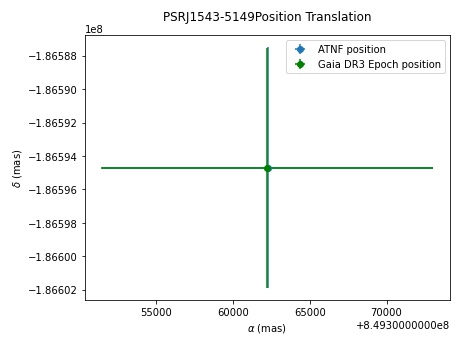 PSRJ1543-5149Position Translation
1e8
ATNF position
Gaia DR3 Epoch position
−1.86588
−1.86590
−1.86592
−1.86594
−1.86596
−1.86598
−1.86600
−1.86602
δ (mas)
55000 60000 65000 70000
α (mas)
+8.4930000000e8